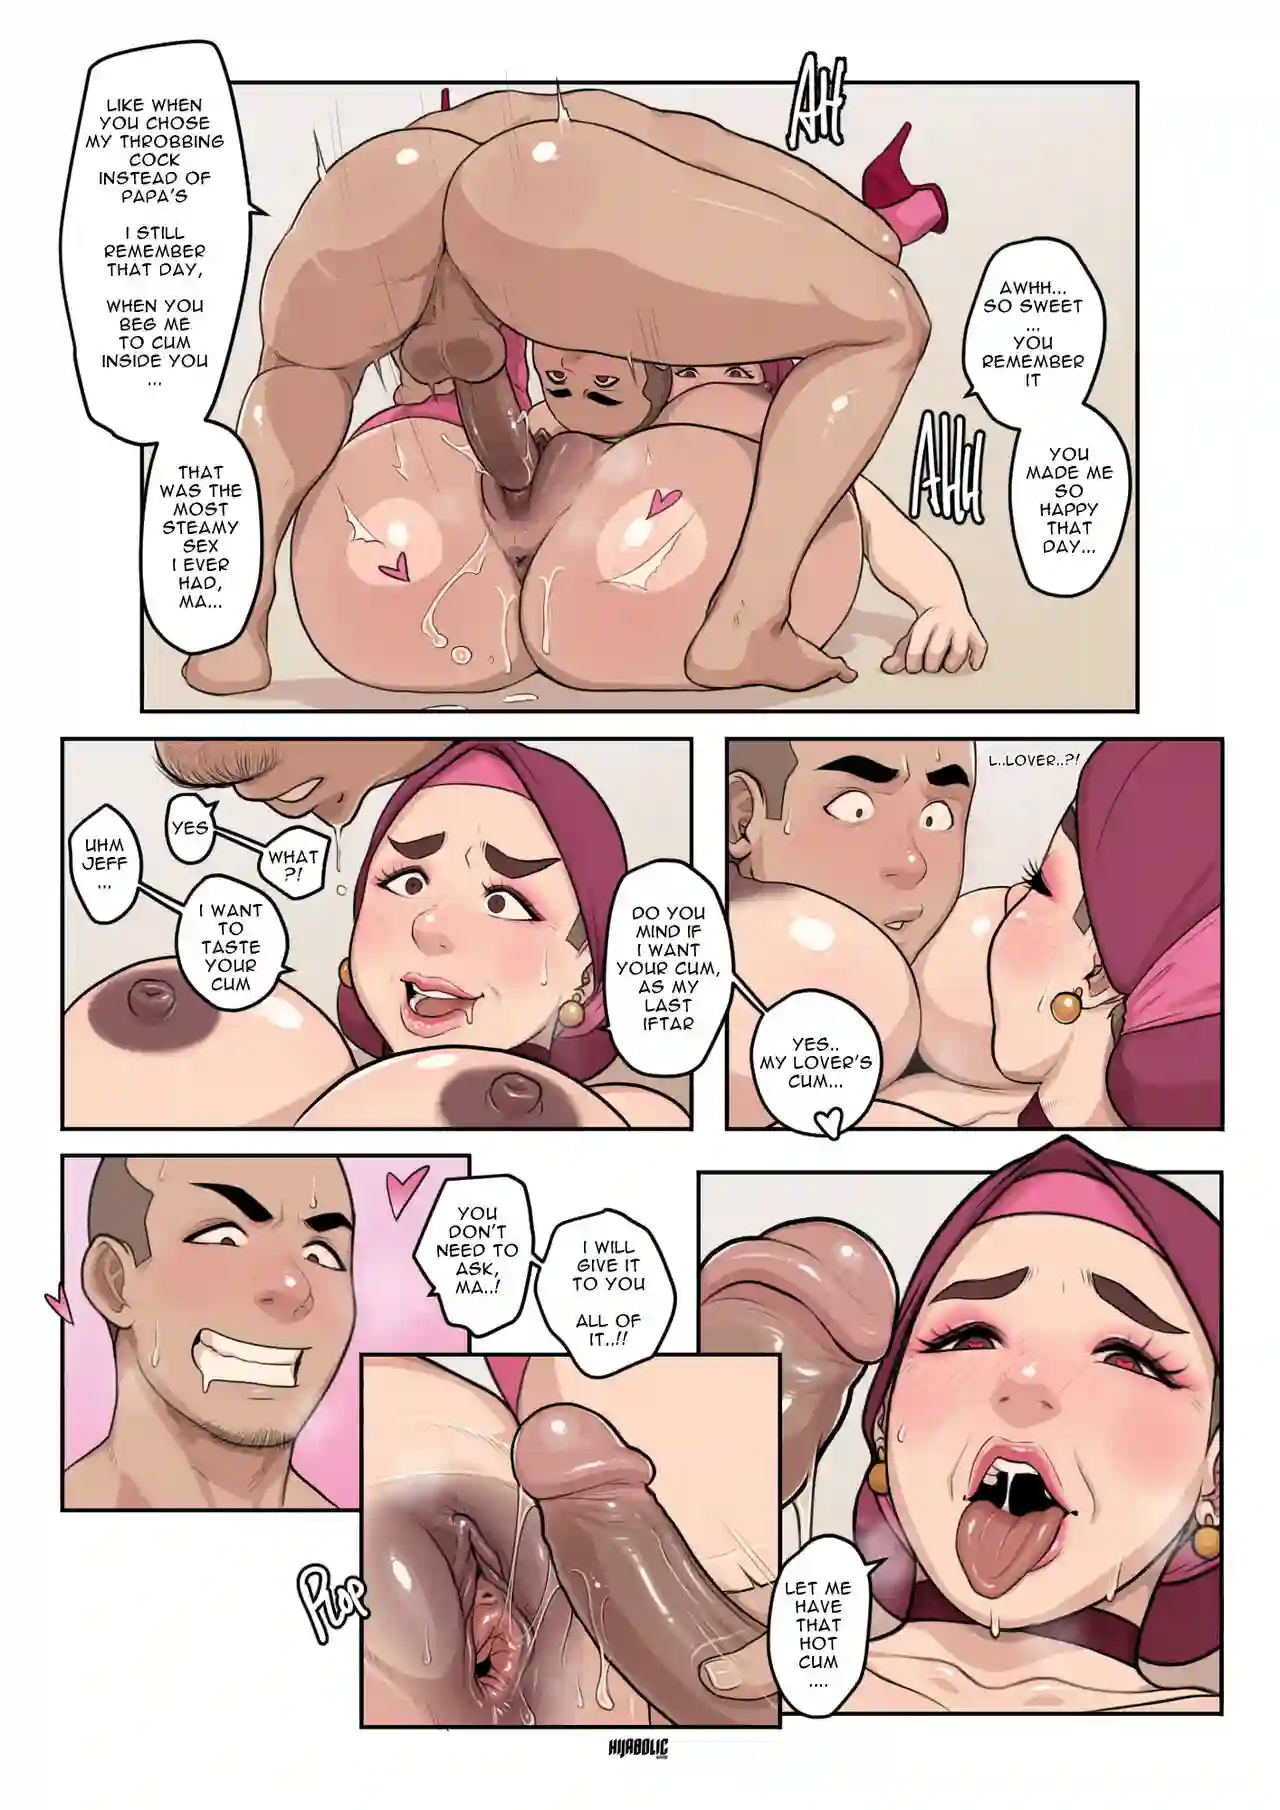 LIKE WHEN
YOU CHOSE
MY THROBBING
COCK
INSTEAD OF
PAPA'S
I STILL
REMEMBER
THAT DAY,
WHEN YOU
BEG ME
TO CUM
INSIDE YOU
...
THAT
WAS THE
MOST
STEAMY
SEX
I EVER
HAD,
MA...
AH
AWHH...
SO SWEET
...
YOU
REMEMBER
IT
AHH
YOU
MADE ME
SO
HAPPY
THAT
DAY...
UHM
JEFF
...
YES
WHAT
?!
I WANT
TO
TASTE
YOUR
CUM
DO YOU
MIND IF
I WANT
YOUR CUM,
AS MY
LAST
IFTAR
L..LOVER..?!
YES..
MY LOVER'S
CUM...
YOU
DON'T
NEED TO
ASK,
MA..!
I WILL
GIVE IT
TO YOU
ALL OF
IT..!!
PLOP
LET ME
HAVE
THAT
HOT
CUM
....
HIJABOLIC